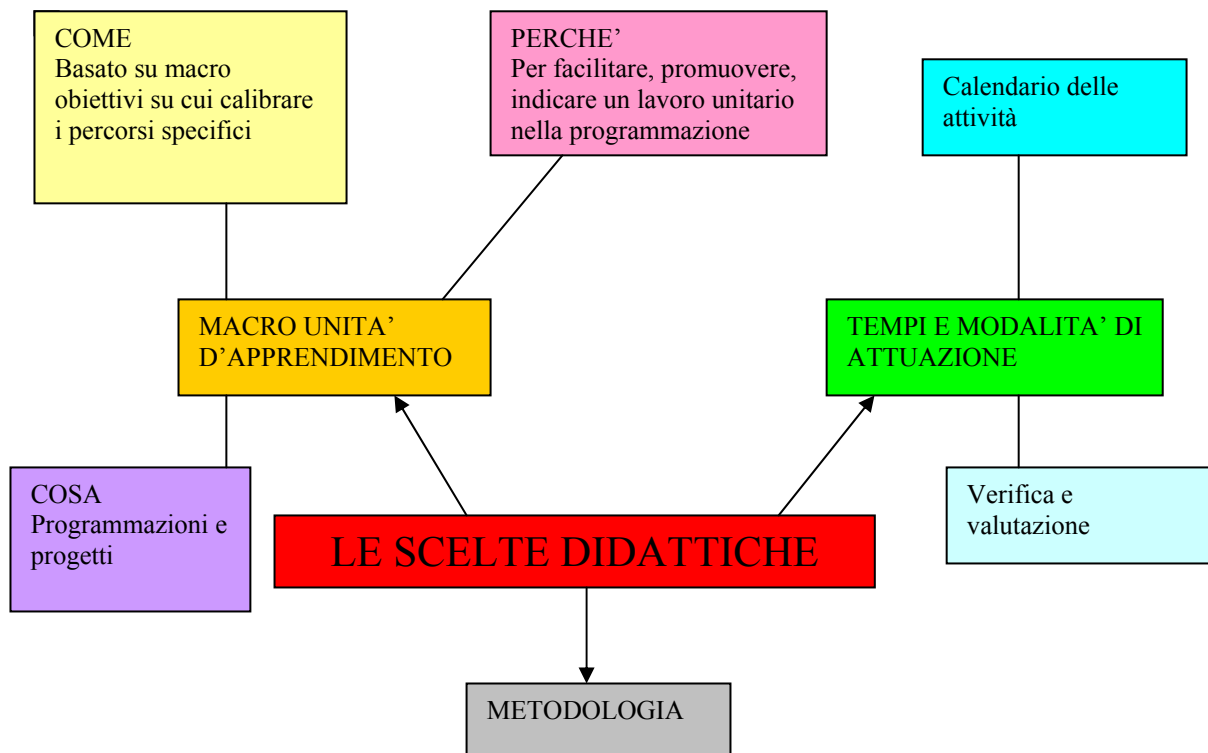 COME
Basato su macro
obiettivi su cui calibrare
i percorsi specifici
PERCHE’
Per facilitare, promuovere,
indicare un lavoro unitario
nella programmazione
Calendario delle
attività
MACRO UNITA’
D’APPRENDIMENTO
TEMPI E MODALITA’ DI
ATTUAZIONE
COSA
Programmazioni e
progetti
LE SCELTE DIDATTICHE
Verifica e
valutazione
METODOLOGIA